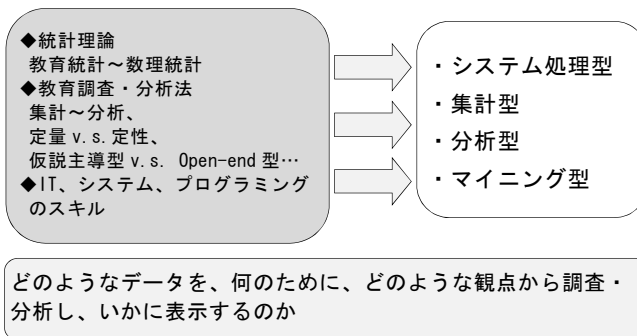 ◆統計理論
教育統計～数理統計
◆教育調査・分析法
集計～分析、
定量 v.s.定性、
仮説主導型 v.s. Open-end 型…
◆IT、システム、プログラミング
のスキル
・システム処理型
・集計型
・分析型
・マイニング型
どのようなデータを、何のために、どのような観点から調査・
分析し、いかに表示するのか